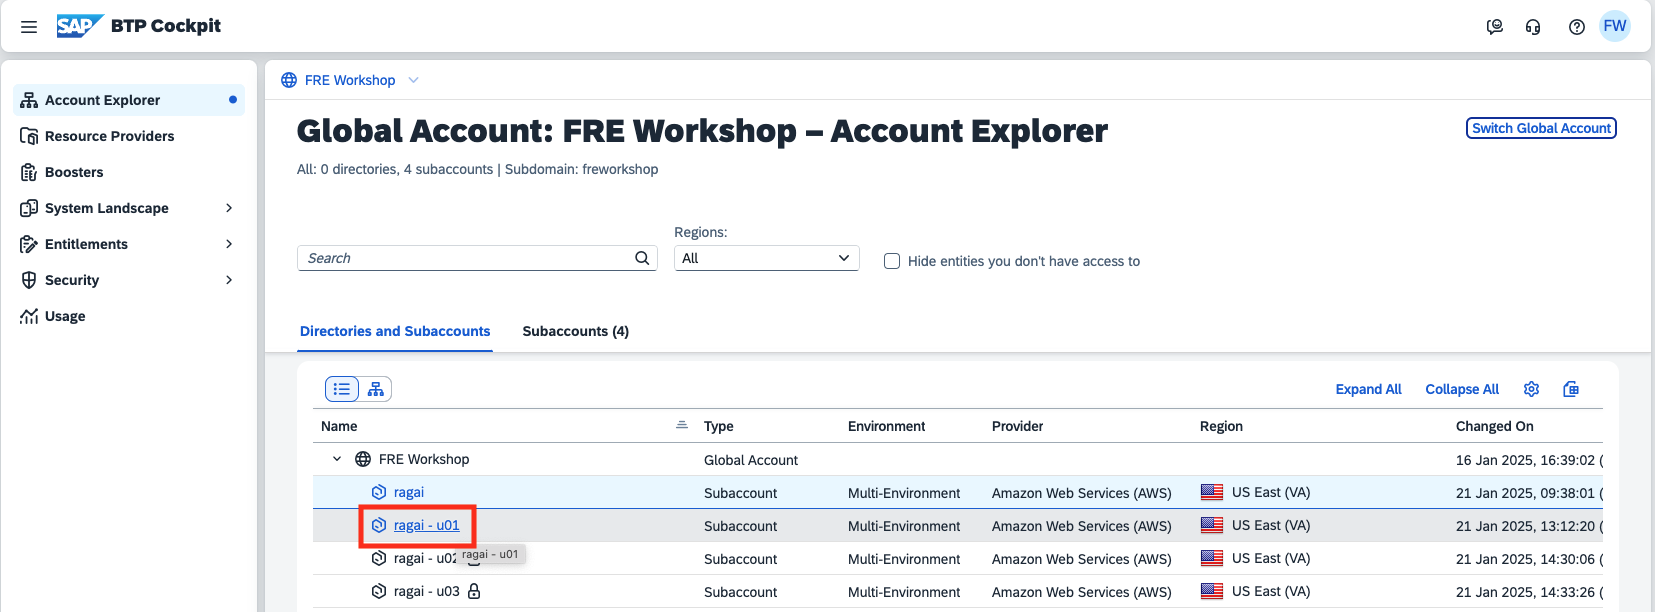 SAP BTP Cockpit
FW
Account Explorer
Resource Providers
Boosters
System Landscape
Entitlements
Security
Usage
FRE Workshop
Global Account: FRE Workshop – Account Explorer
Switch Global Account
All: 0 directories, 4 subaccounts | Subdomain: freworkshop
Regions:
Search
All
Hide entities you don't have access to
Directories and Subaccounts
Subaccounts (4)
Expand All
Collapse All
Name Type Environment Provider Region Changed On
FRE Workshop Global Account 16 Jan 2025, 16:39:02 (
ragai Subaccount Multi-Environment Amazon Web Services (AWS) US East (VA) 21 Jan 2025, 09:38:01 (
ragai - u01 Subaccount Multi-Environment Amazon Web Services (AWS) US East (VA) 21 Jan 2025, 13:12:20 (
ragai - u02 Subaccount Multi-Environment Amazon Web Services (AWS) US East (VA) 21 Jan 2025, 14:30:06 (
ragai - u01
ragai - u03 Subaccount Multi-Environment Amazon Web Services (AWS) US East (VA) 21 Jan 2025, 14:33:26 (